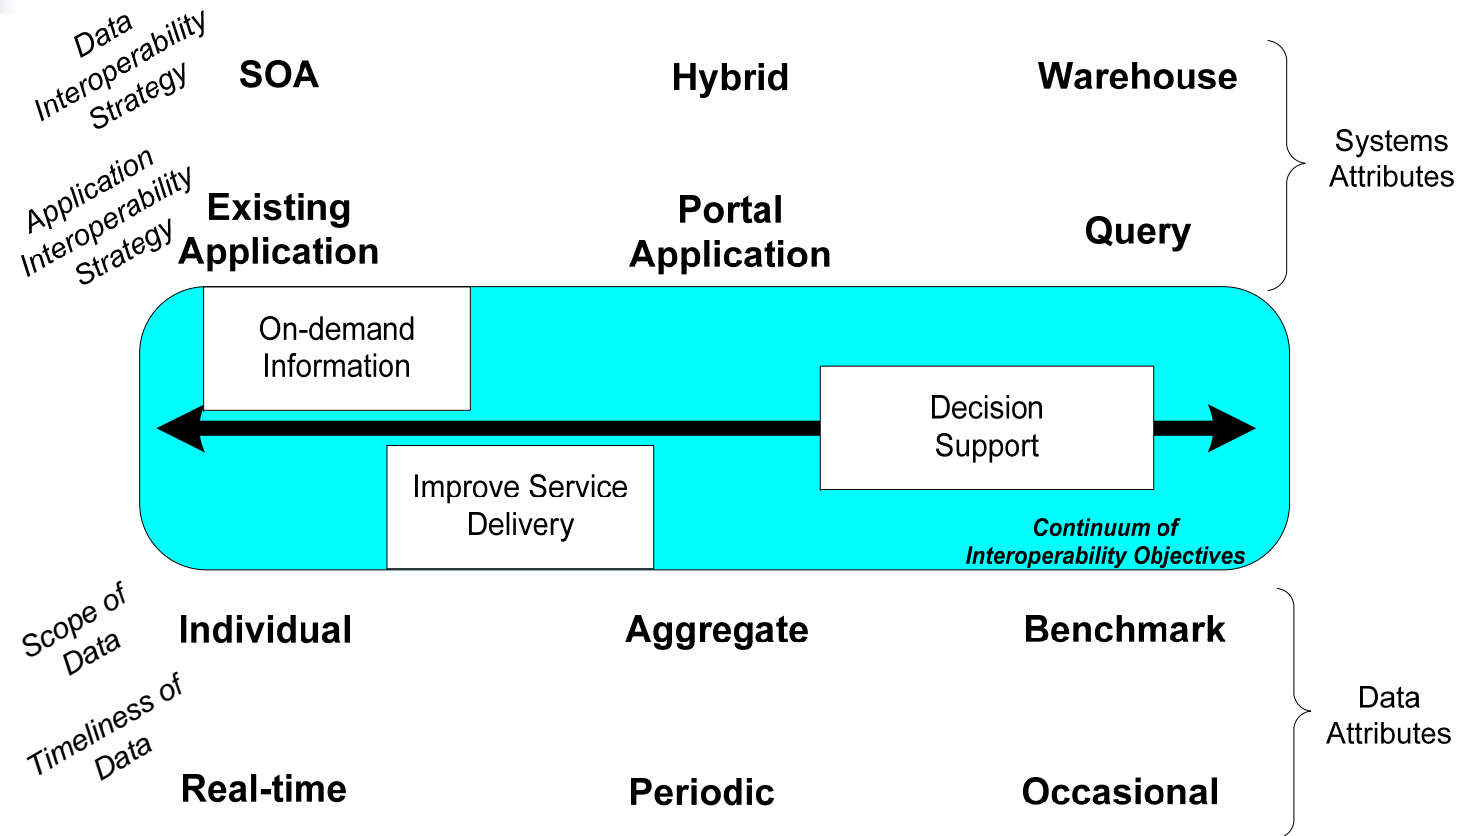 Data
Interoperability
Strategy
SOA
Hybrid
Warehouse
Systems
Attributes
Application
Interoperability
Strategy
Existing
Application
Portal
Application
Query
On-demand
Information
Decision
Support
Improve Service
Delivery
Continuum of
Interoperability Objectives
Scope of
Data
Individual
Aggregate
Benchmark
Data
Attributes
Timeliness of
Data
Real-time
Periodic
Occasional